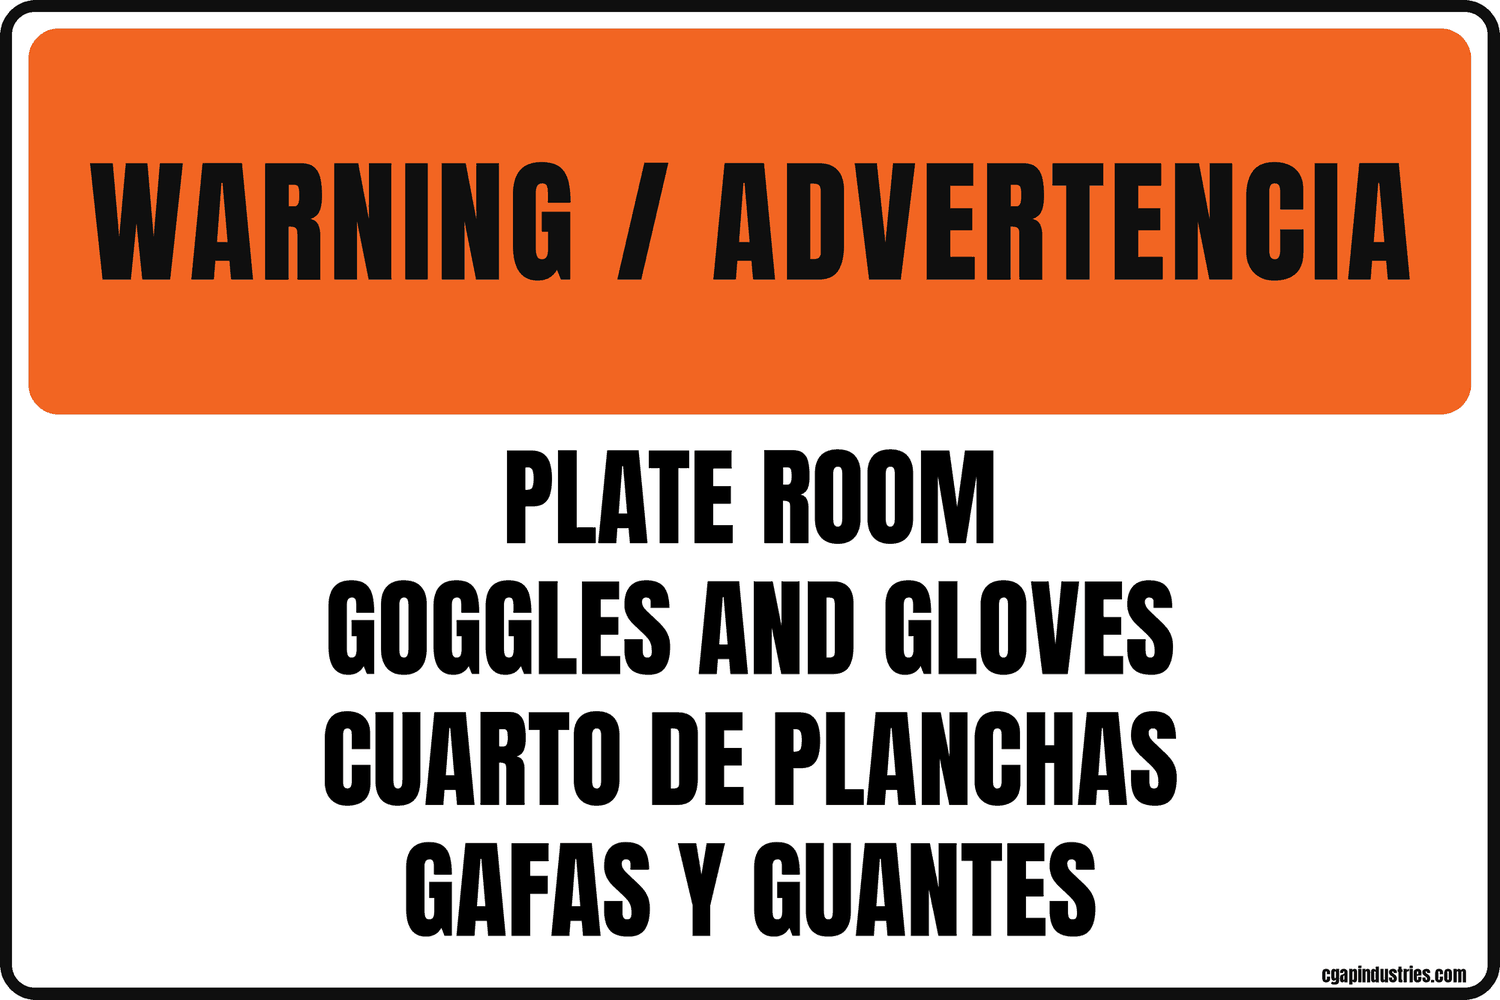 WARNING / ADVERTENCIA
PLATE ROOM
GOGGLES AND GLOVES
CUARTO DE PLANCHAS
GAFAS Y GUANTES
cgapindustries.com